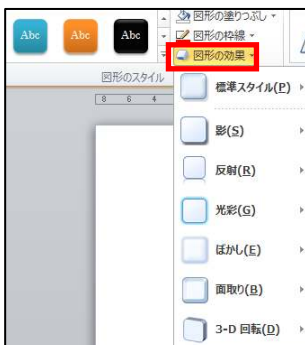 Abc Abc Abc
図形の塗りつぶし
図形の枠線
図形の効果
図形のスタイル
8 6 4
標準スタイル(P)
影(S)
反射(R)
光彩(G)
ぼかし(E)
面取り(B)
3-D 回転(D)